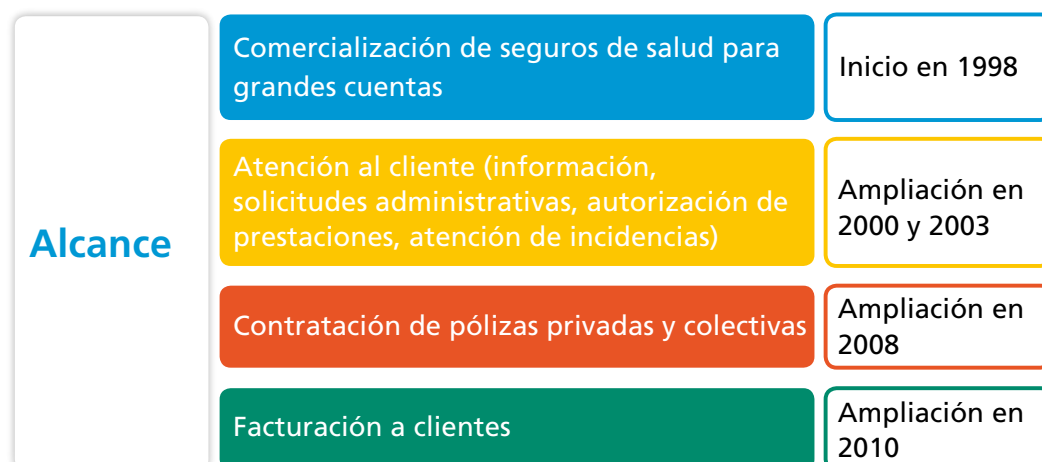 Alcance
Comercialización de seguros de salud para
grandes cuentas
Inicio en 1998
Atención al cliente (información,
solicitudes administrativas, autorización de
prestaciones, atención de incidencias)
Ampliación en
2000 y 2003
Contratación de pólizas privadas y colectivas
Ampliación en
2008
Facturación a clientes
Ampliación en
2010